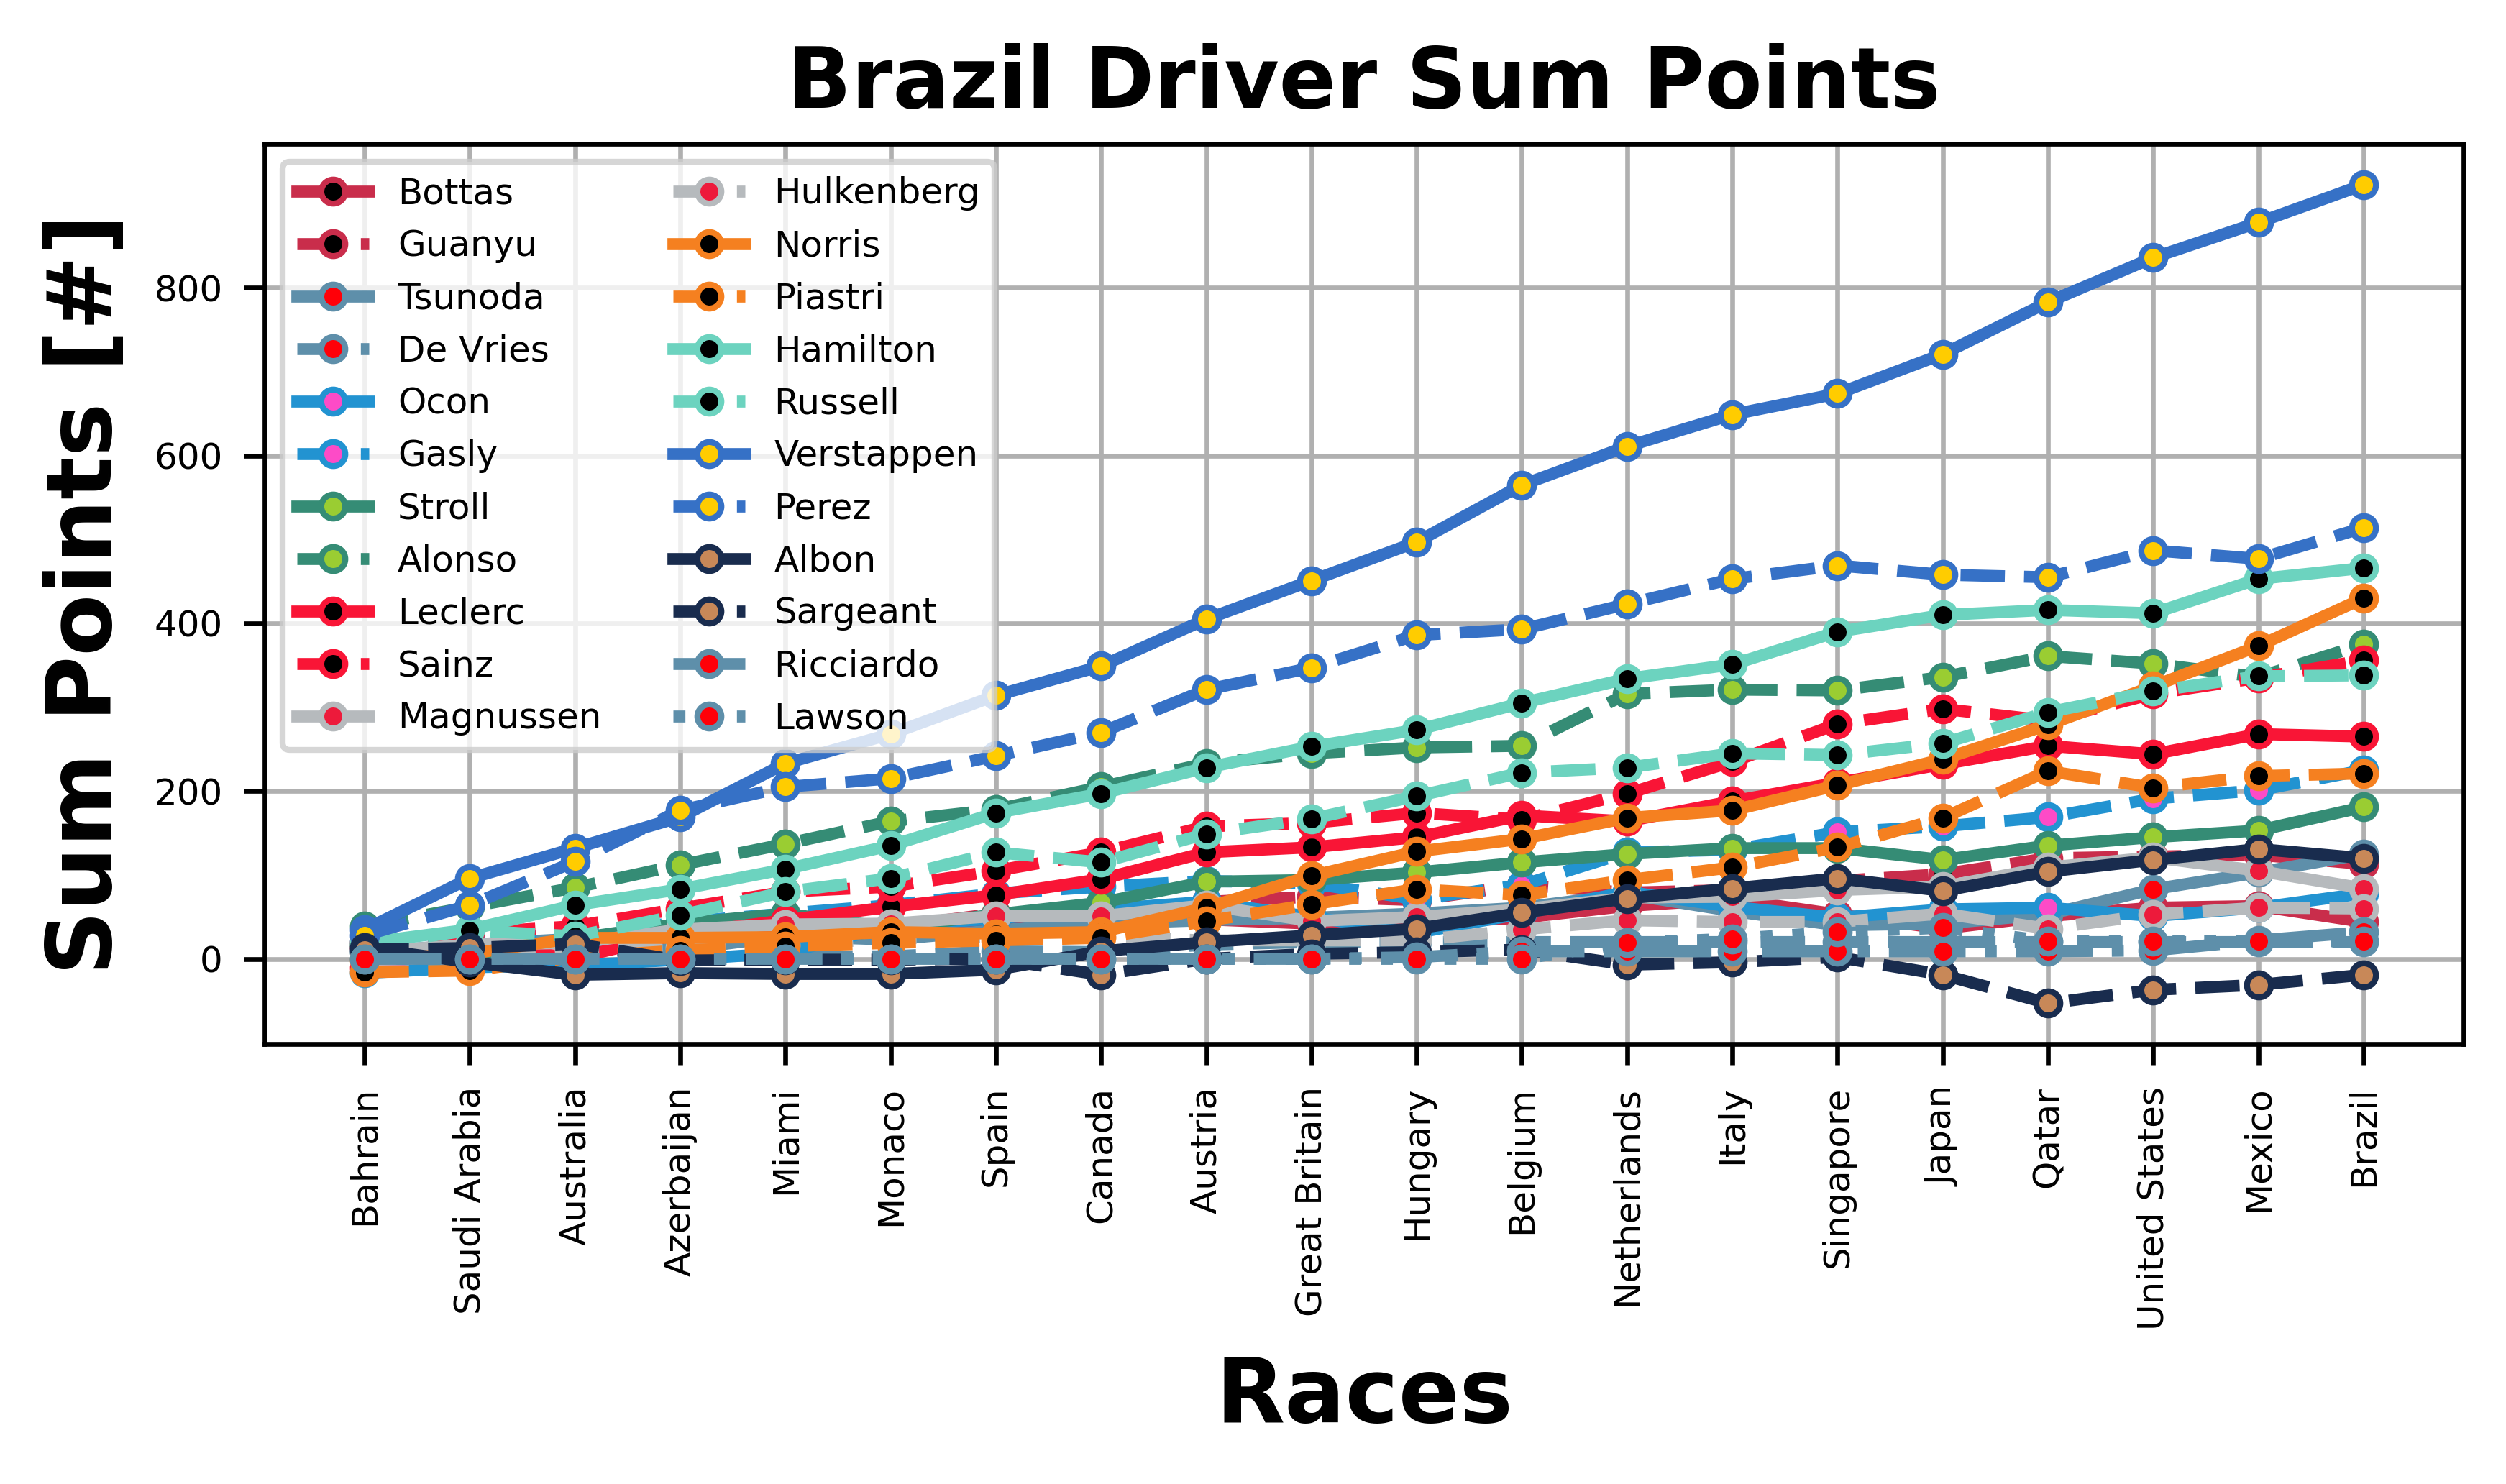 Brazil Driver Sum Points
Sum Points [#]
800
600
400
200
0
Bottas
Guanyu
Tsunoda
De Vries
Ocon
Gasly
Stroll
Alonso
Leclerc
Sainz
Magnussen
Hulkenberg
Norris
Piastri
Hamilton
Russell
Verstappen
Perez
Albon
Sargeant
Ricciardo
Lawson
Bahrain
Saudi Arabia
Australia
Azerbaijan
Miami
Monaco
Spain
Canada
Austria
Great Britain
Hungary
Belgium
Netherlands
Italy
Singapore
Japan
Qatar
United States
Mexico
Brazil
Races